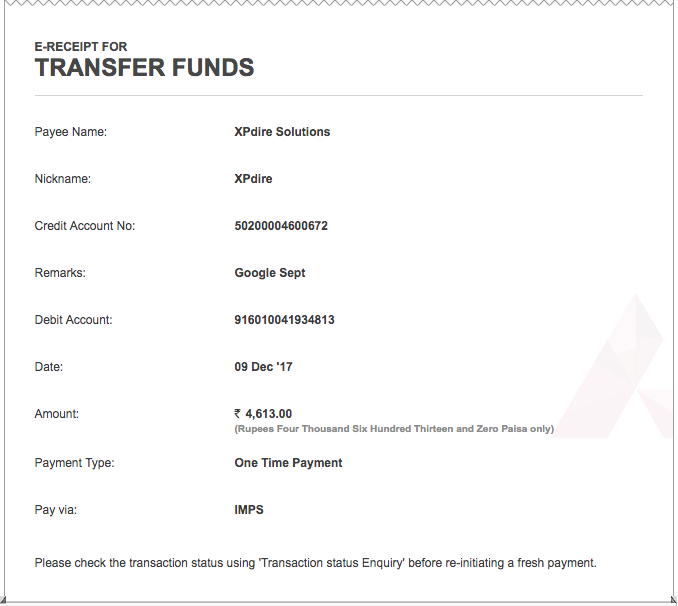 E-RECEIPT FOR
TRANSFER FUNDS
Payee Name: XPdire Solutions
Nickname: XPdire
Credit Account No: 50200004600672
Remarks: Google Sept
Debit Account: 916010041934813
Date: 09 Dec '17
Amount: ₹ 4,613.00
(Rupees Four Thousand Six Hundred Thirteen and Zero Paisa only)
Payment Type: One Time Payment
Pay via: IMPS
Please check the transaction status using 'Transaction status Enquiry' before re-initiating a fresh payment.